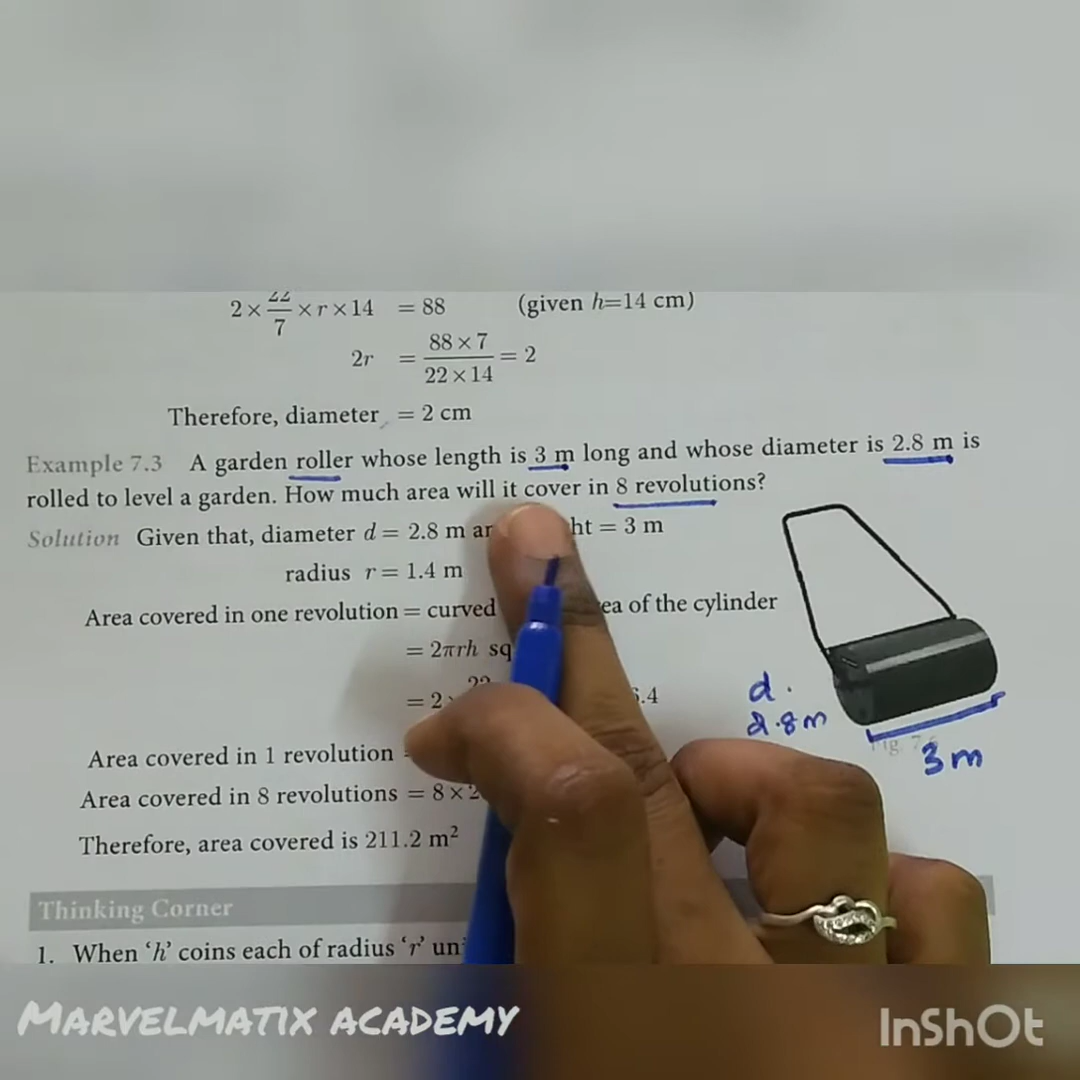 2 × 22/7 × r × 14 = 88 (given h=14 cm)
2r = 88 × 7 / 22 × 14 = 2
Therefore, diameter = 2 cm
Example 7.3 A garden roller whose length is 3 m long and whose diameter is 2.8 m is
rolled to level a garden. How much area will it cover in 8 revolutions?
Solution Given that, diameter d = 2.8 m = 3 m
radius r = 1.4 m
Area covered in one revolution = curved of the cylinder
= 2πrh
= 2
d.
2.8m
3m
Area covered in 1 revolution
Area covered in 8 revolutions = 8 ×
Therefore, area covered is 211.2 m²
Thinking Corner
1. When ‘h’ coins each of radius ‘r’
MARVELMATIX ACADEMY
InShOt